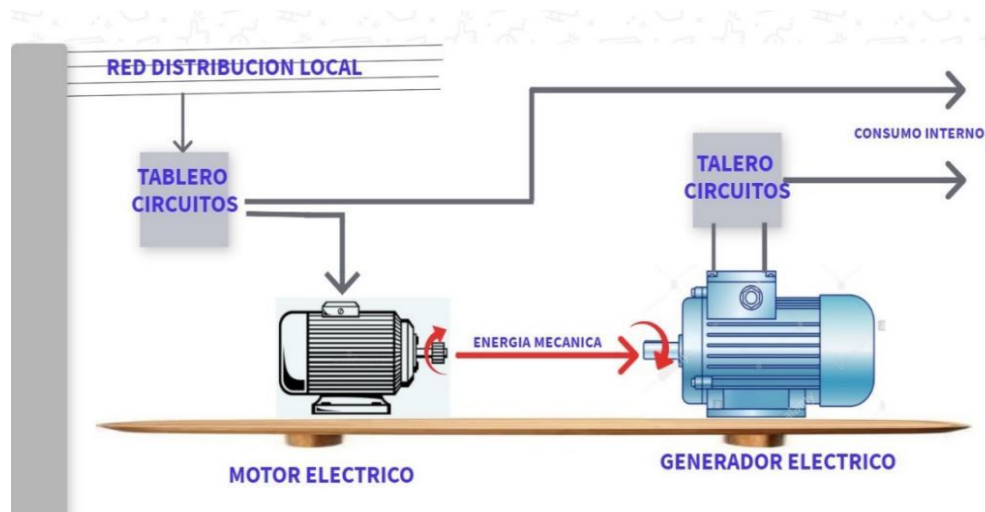 RED DISTRIBUCION LOCAL
CONSUMO INTERNO
TABLERO
CIRCUITOS
TALERO
CIRCUITOS
ENERGIA MECANICA
MOTOR ELECTRICO
GENERADOR ELECTRICO